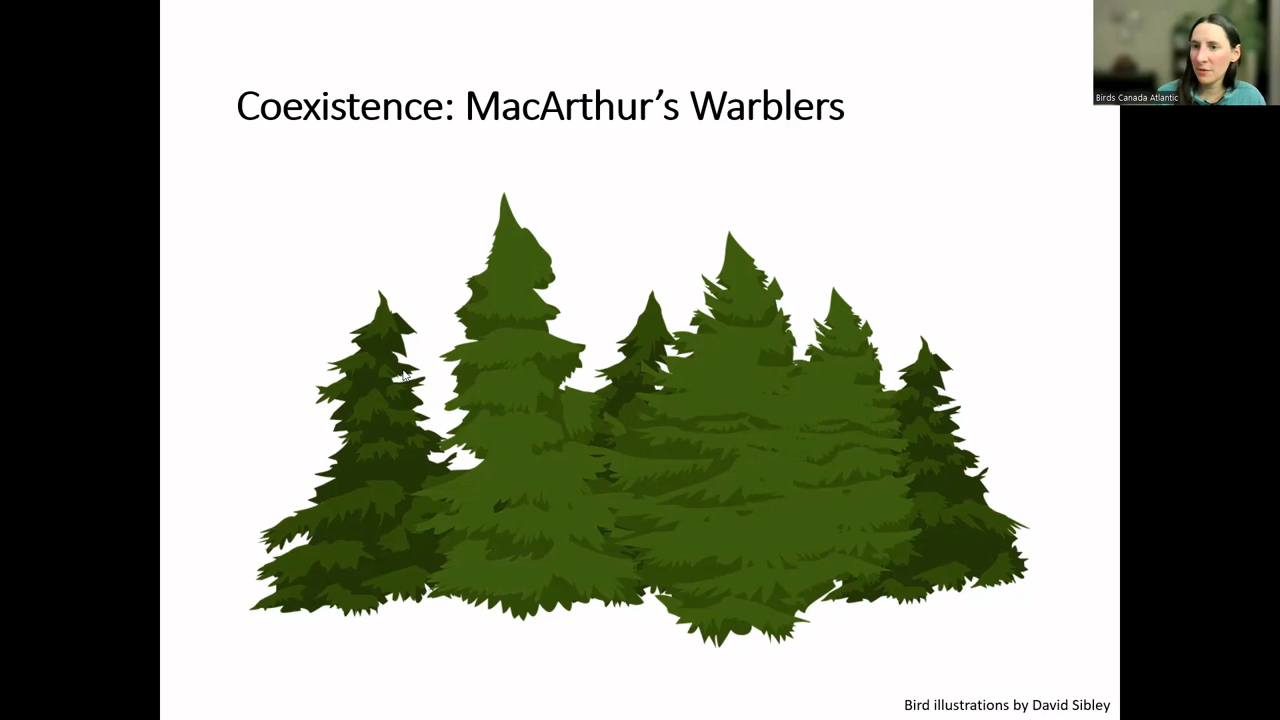 Birds Canada Atlantic
Coexistence: MacArthur’s Warblers
Bird illustrations by David Sibley